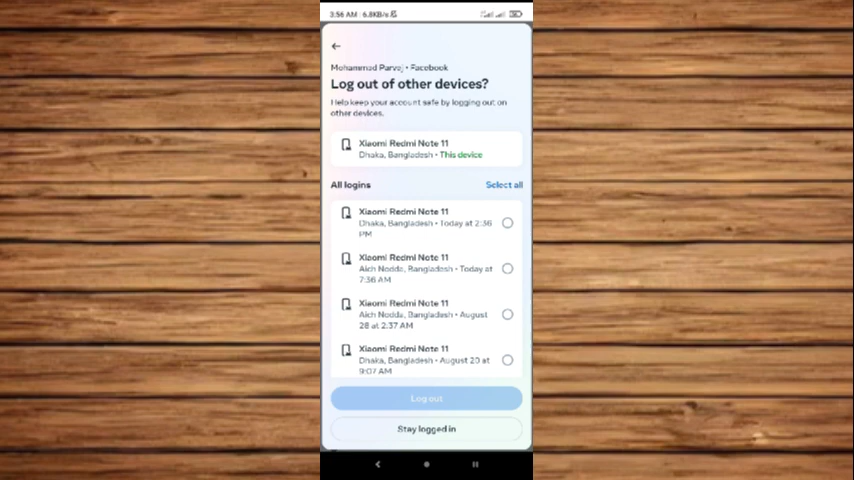 3:56 AM | 6.8KB/s
Mohammad Parvej • Facebook
Log out of other devices?
Help keep your account safe by logging out on
other devices.
Xiaomi Redmi Note 11
Dhaka, Bangladesh • This device
All logins
Select all
Xiaomi Redmi Note 11
Dhaka, Bangladesh • Today at 2:36
PM
Xiaomi Redmi Note 11
Aich Nodda, Bangladesh • Today at
7:36 AM
Xiaomi Redmi Note 11
Aich Nodda, Bangladesh • August
28 at 2:37 AM
Xiaomi Redmi Note 11
Dhaka, Bangladesh • August 20 at
9:07 AM
Log out
Stay logged in